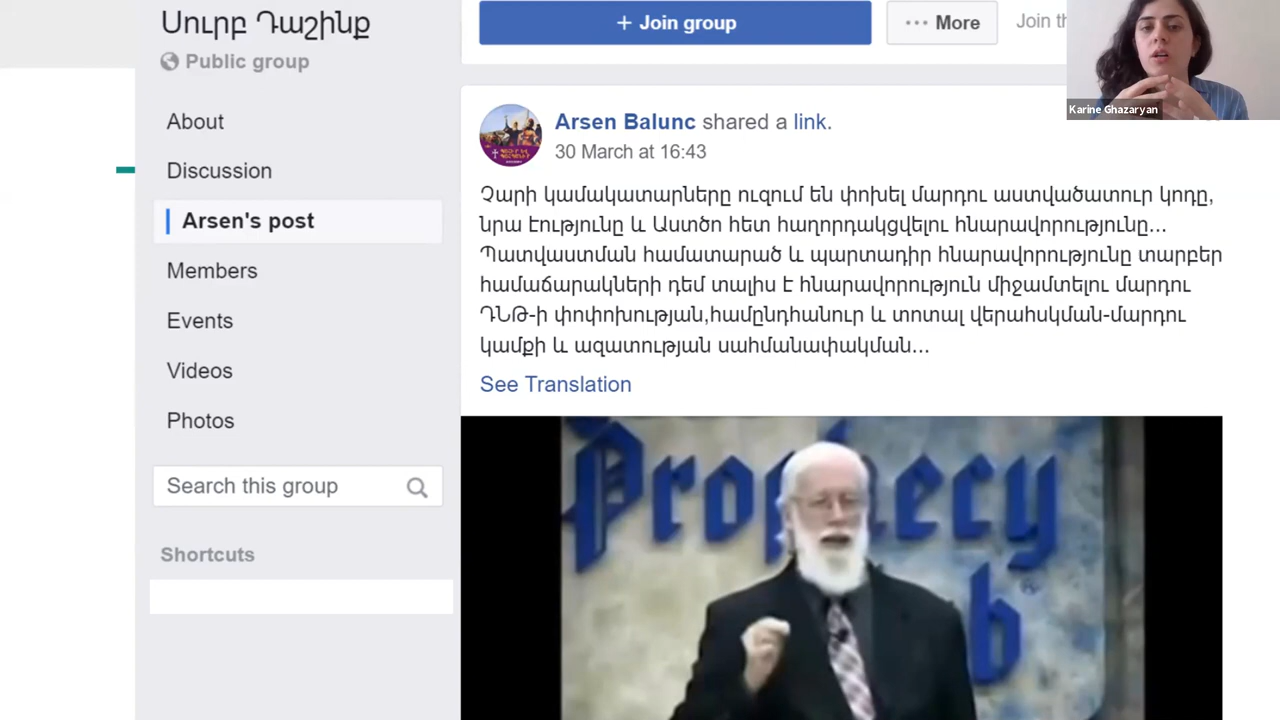 Սուրբ Դաշինք
Public group
About
Discussion
Arsen's post
Members
Events
Videos
Photos
Search this group
Shortcuts
+ Join group
··· More
Join
Karine Ghazaryan
Arsen Balunc shared a link.
30 March at 16:43
Չարի կամակատարները ուզում են փոխել մարդու աստվածատուր կոդը,
նրա էությունը և Աստծո հետ հաղորդակցվելու հնարավորությունը...
Պատվաստման համատարած և պարտադիր հնարավորությունը տարբեր
համաճարակների դեմ տալիս է հնարավորություն միջամտելու մարդու
ԴՆԹ-ի փոփոխության,համընդհանուր և տոտալ վերահսկման-մարդու
կամքի և ազատության սահմանափակման...
See Translation